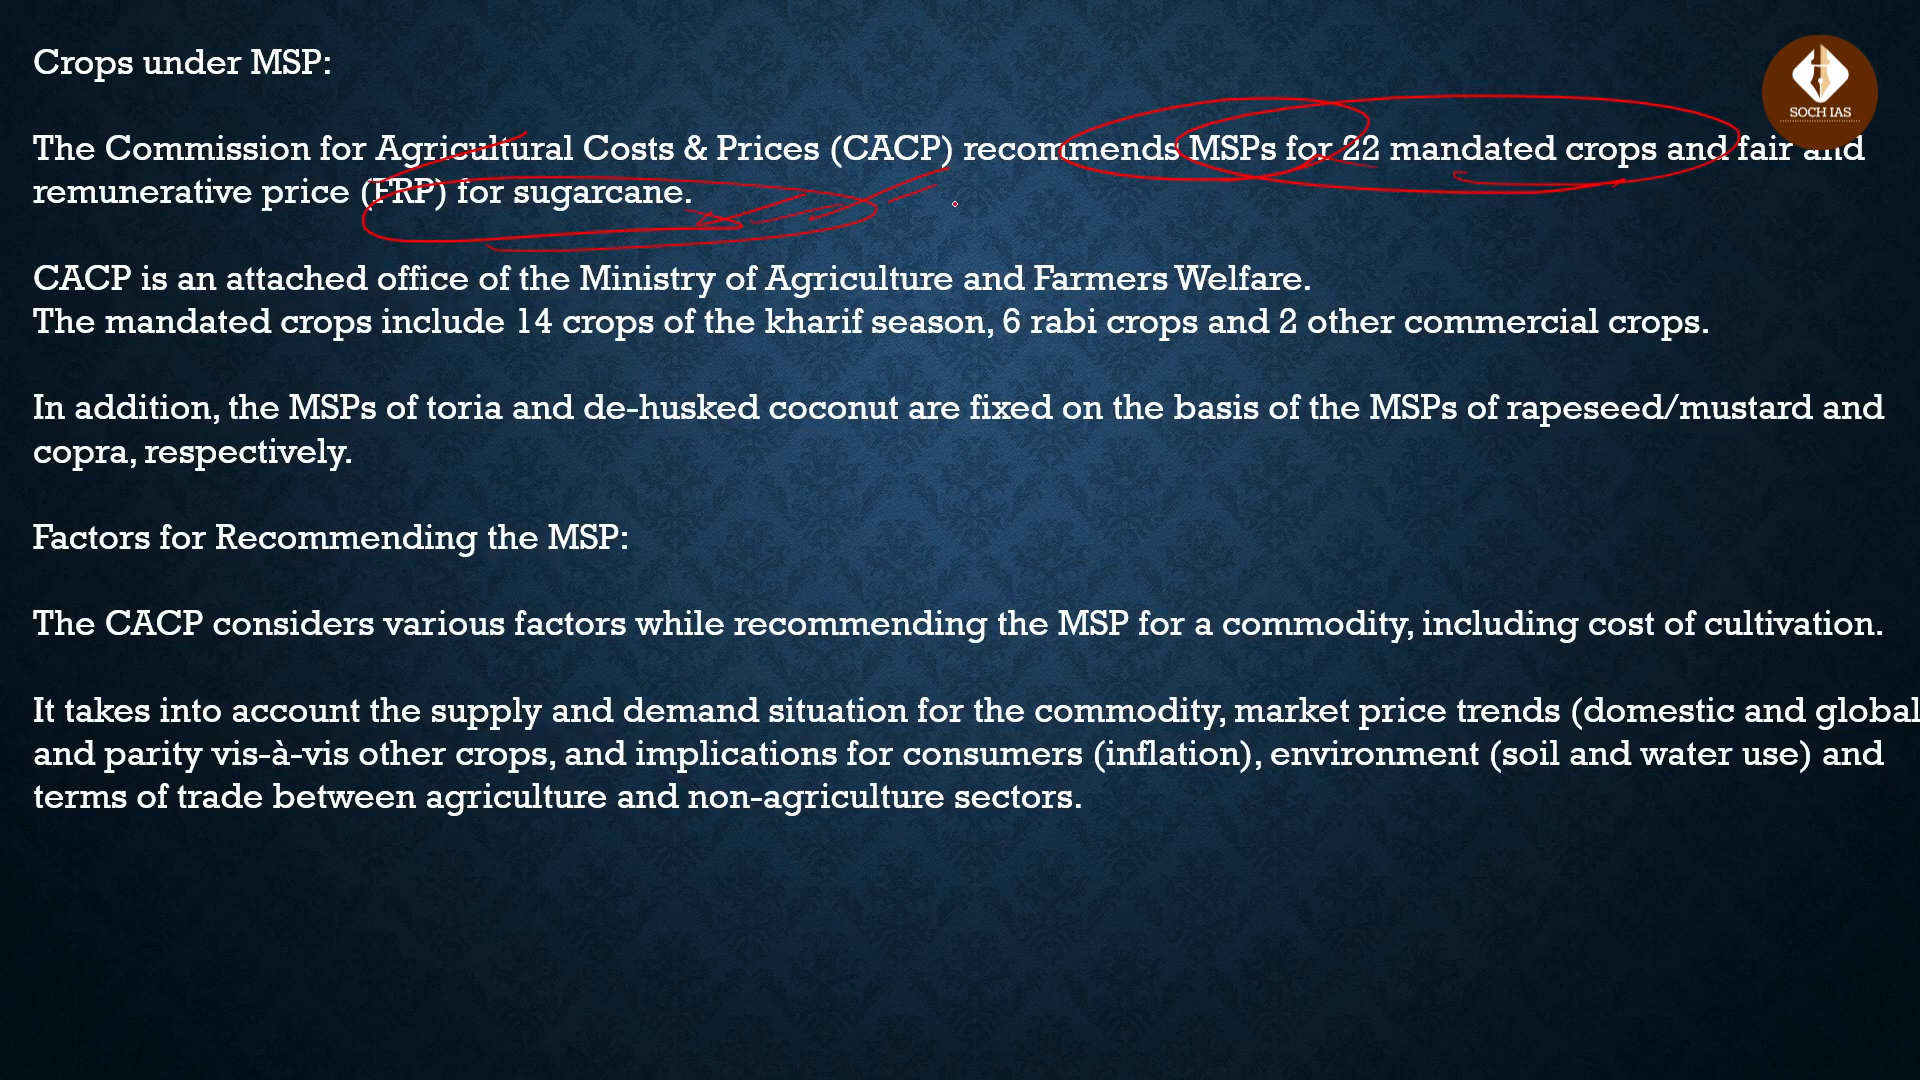 Crops under MSP:
SOCH IAS
The Commission for Agricultural Costs & Prices (CACP) recommends MSPs for 22 mandated crops and fair and
remunerative price (FRP) for sugarcane.
CACP is an attached office of the Ministry of Agriculture and Farmers Welfare.
The mandated crops include 14 crops of the kharif season, 6 rabi crops and 2 other commercial crops.
In addition, the MSPs of toria and de-husked coconut are fixed on the basis of the MSPs of rapeseed/mustard and
copra, respectively.
Factors for Recommending the MSP:
The CACP considers various factors while recommending the MSP for a commodity, including cost of cultivation.
It takes into account the supply and demand situation for the commodity, market price trends (domestic and global
and parity vis-à-vis other crops, and implications for consumers (inflation), environment (soil and water use) and
terms of trade between agriculture and non-agriculture sectors.